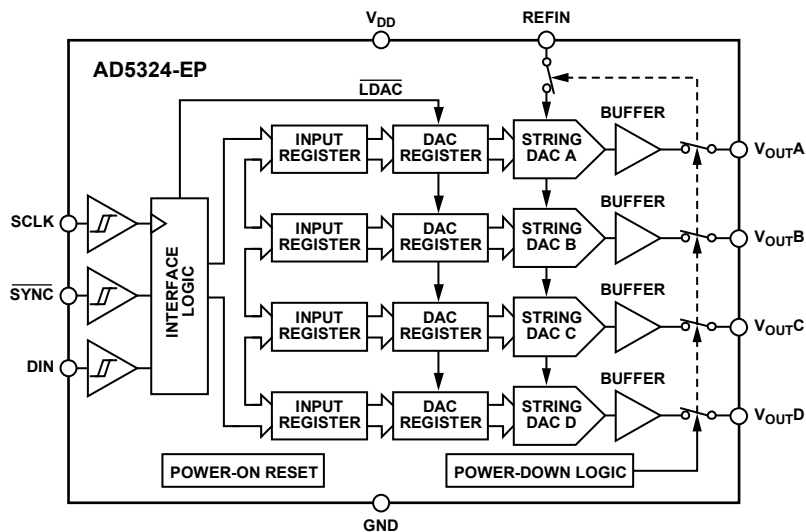 VDD
REFIN
AD5324-EP
LDAC
BUFFER
INPUT
REGISTER
DAC
REGISTER
STRING
DAC A
VOUTA
SCLK
BUFFER
INPUT
REGISTER
DAC
REGISTER
STRING
DAC B
VOUTB
SYNC
INTERFACE
LOGIC
BUFFER
INPUT
REGISTER
DAC
REGISTER
STRING
DAC C
VOUTC
DIN
BUFFER
INPUT
REGISTER
DAC
REGISTER
STRING
DAC D
VOUTD
POWER-ON RESET
POWER-DOWN LOGIC
GND